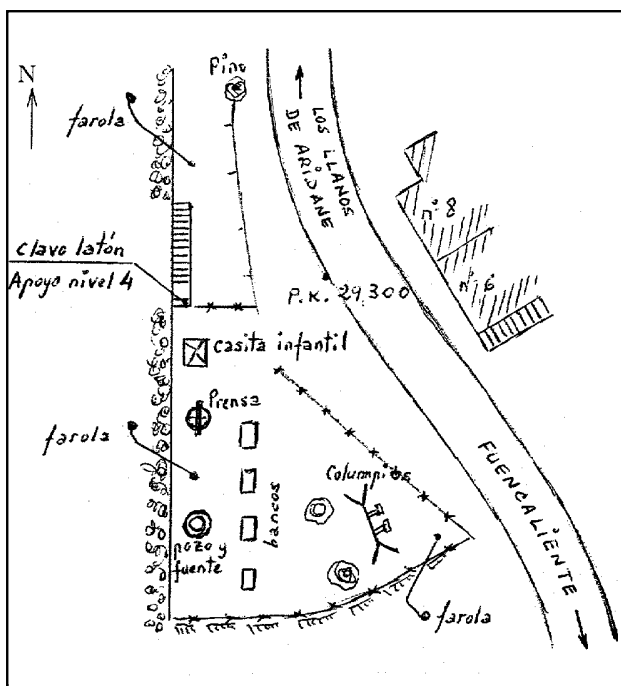 N
Pino
farola
LOS LLANOS
DE ARIDANE
nº 8
nº 6
clavo latón
Apoyo nivel 4
P.K. 29,300
casita infantil
Prensa
farola
Columpios
bancos
pozo y
fuente
FUENCALIENTE
farola